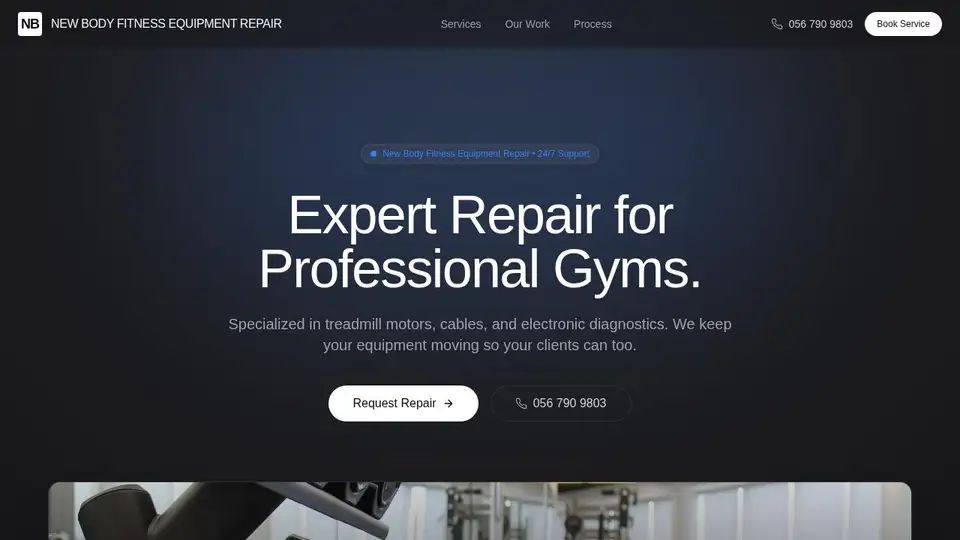 NB NEW BODY FITNESS EQUIPMENT REPAIR Services Our Work Process 056 790 9803 Book Service
New Body Fitness Equipment Repair • 24/7 Support
Expert Repair for
Professional Gyms.
Specialized in treadmill motors, cables, and electronic diagnostics. We keep
your equipment moving so your clients can too.
Request Repair → 056 790 9803